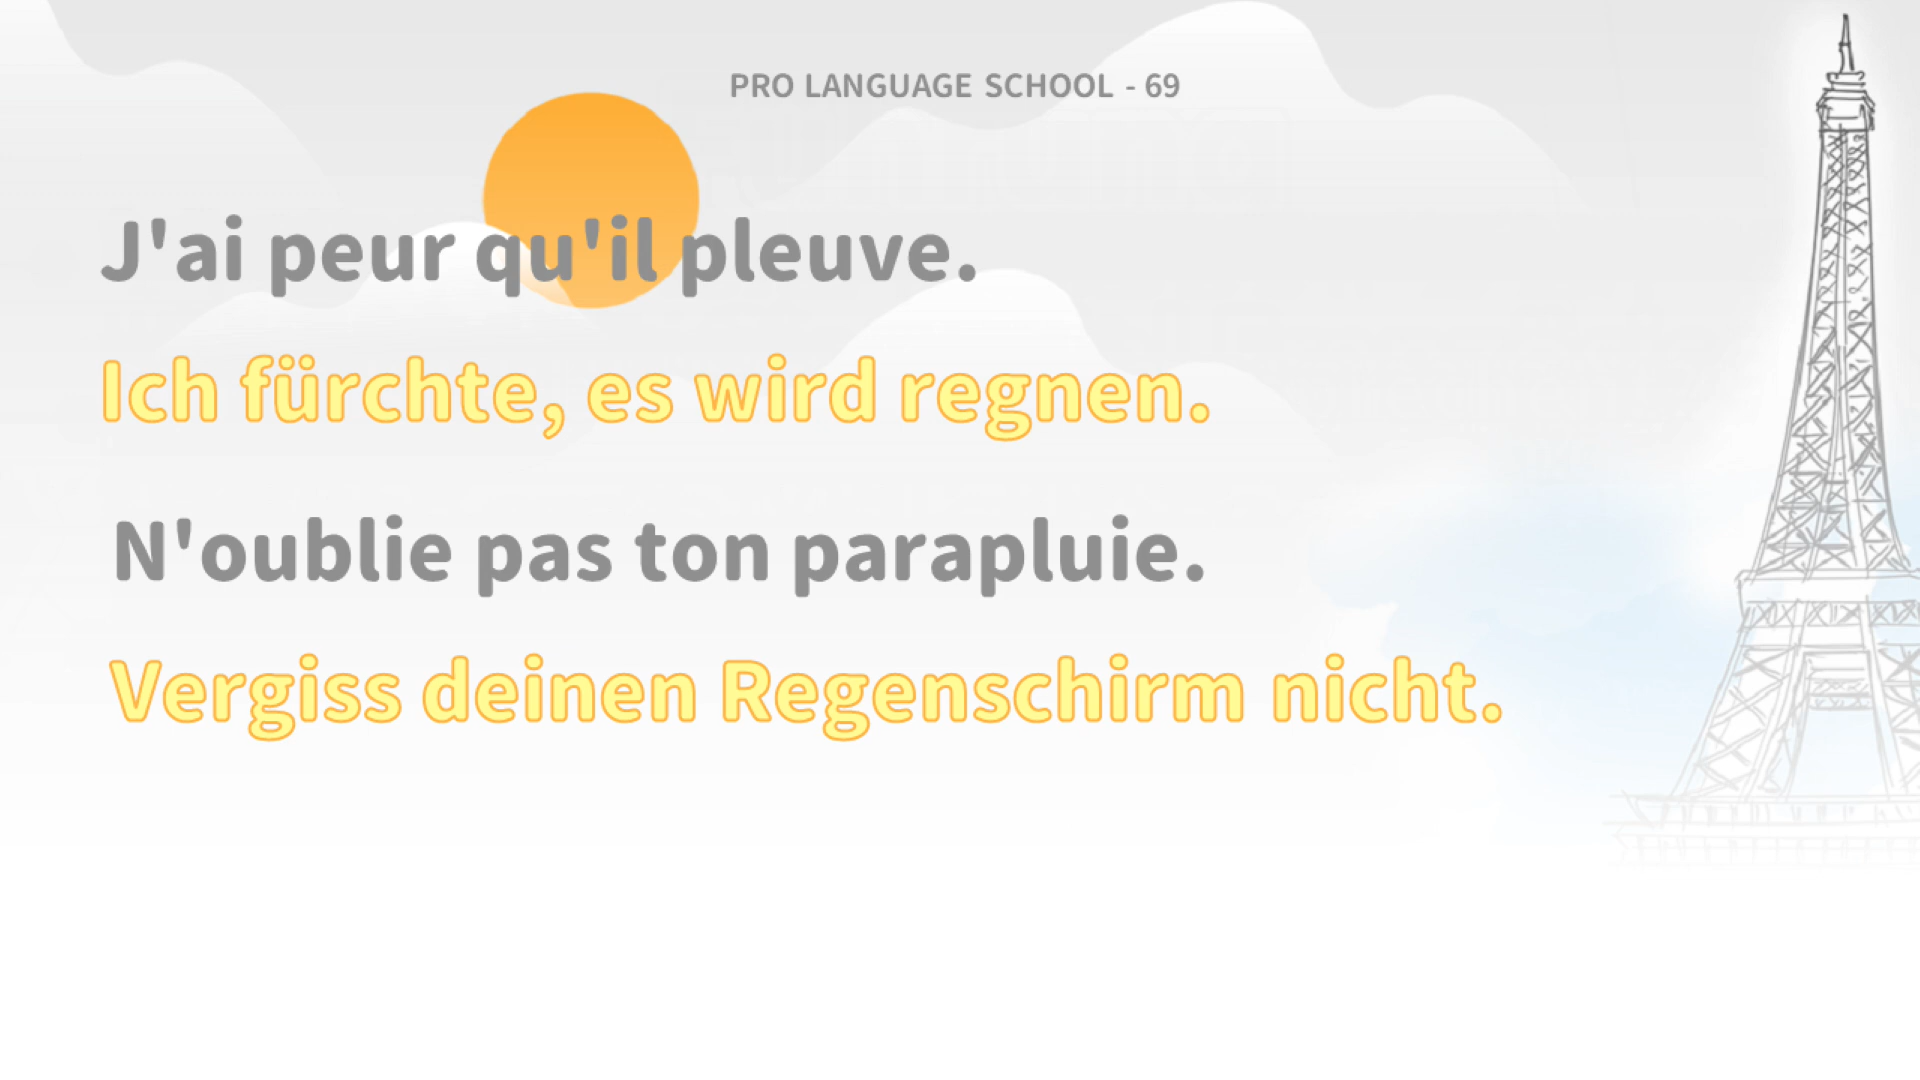 PRO LANGUAGE SCHOOL - 69
J'ai peur qu'il pleuve.
Ich fürchte, es wird regnen.
N'oublie pas ton parapluie.
Vergiss deinen Regenschirm nicht.